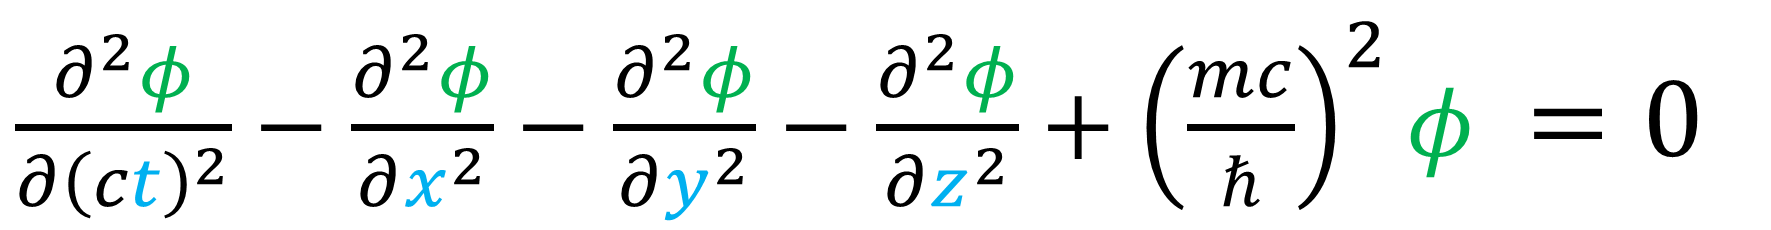 ∂²ϕ/∂(ct)² − ∂²ϕ/∂x² − ∂²ϕ/∂y² − ∂²ϕ/∂z² + (mc/ħ)² ϕ = 0